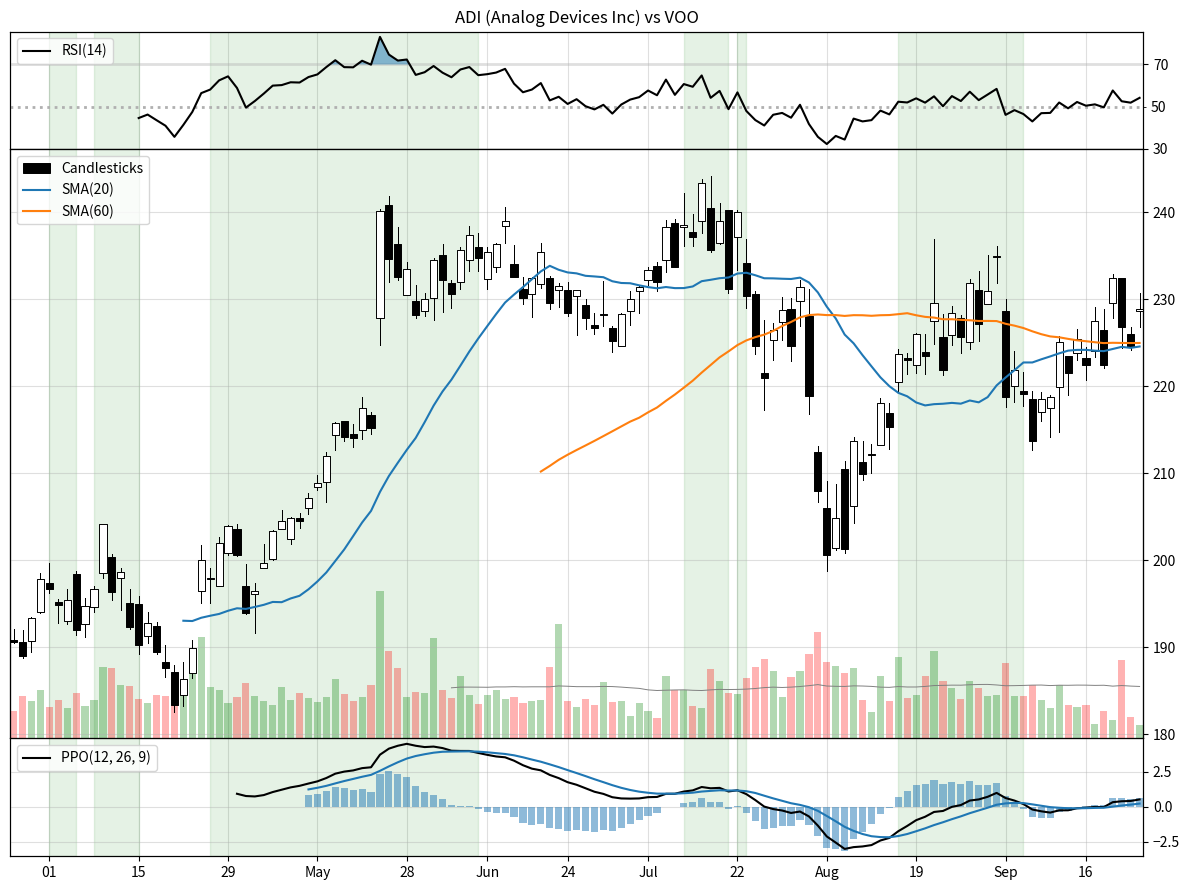 ADI (Analog Devices Inc) vs VOO
RSI(14)
70
50
30
Candlesticks
SMA(20)
SMA(60)
240
230
220
210
200
190
180
PPO(12, 26, 9)
2.5
0.0
−2.5
01 15 29 May 28 Jun 24 Jul 22 Aug 19 Sep 16